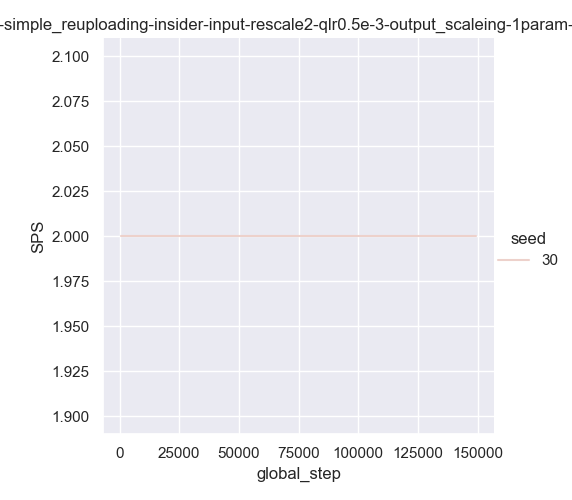 -simple_reuploading-insider-input-rescale2-qlr0.5e-3-output_scaleing-1param-
2.100
2.075
2.050
2.025
2.000
1.975
1.950
1.925
1.900
SPS
seed
30
0 25000 50000 75000 100000 125000 150000
global_step